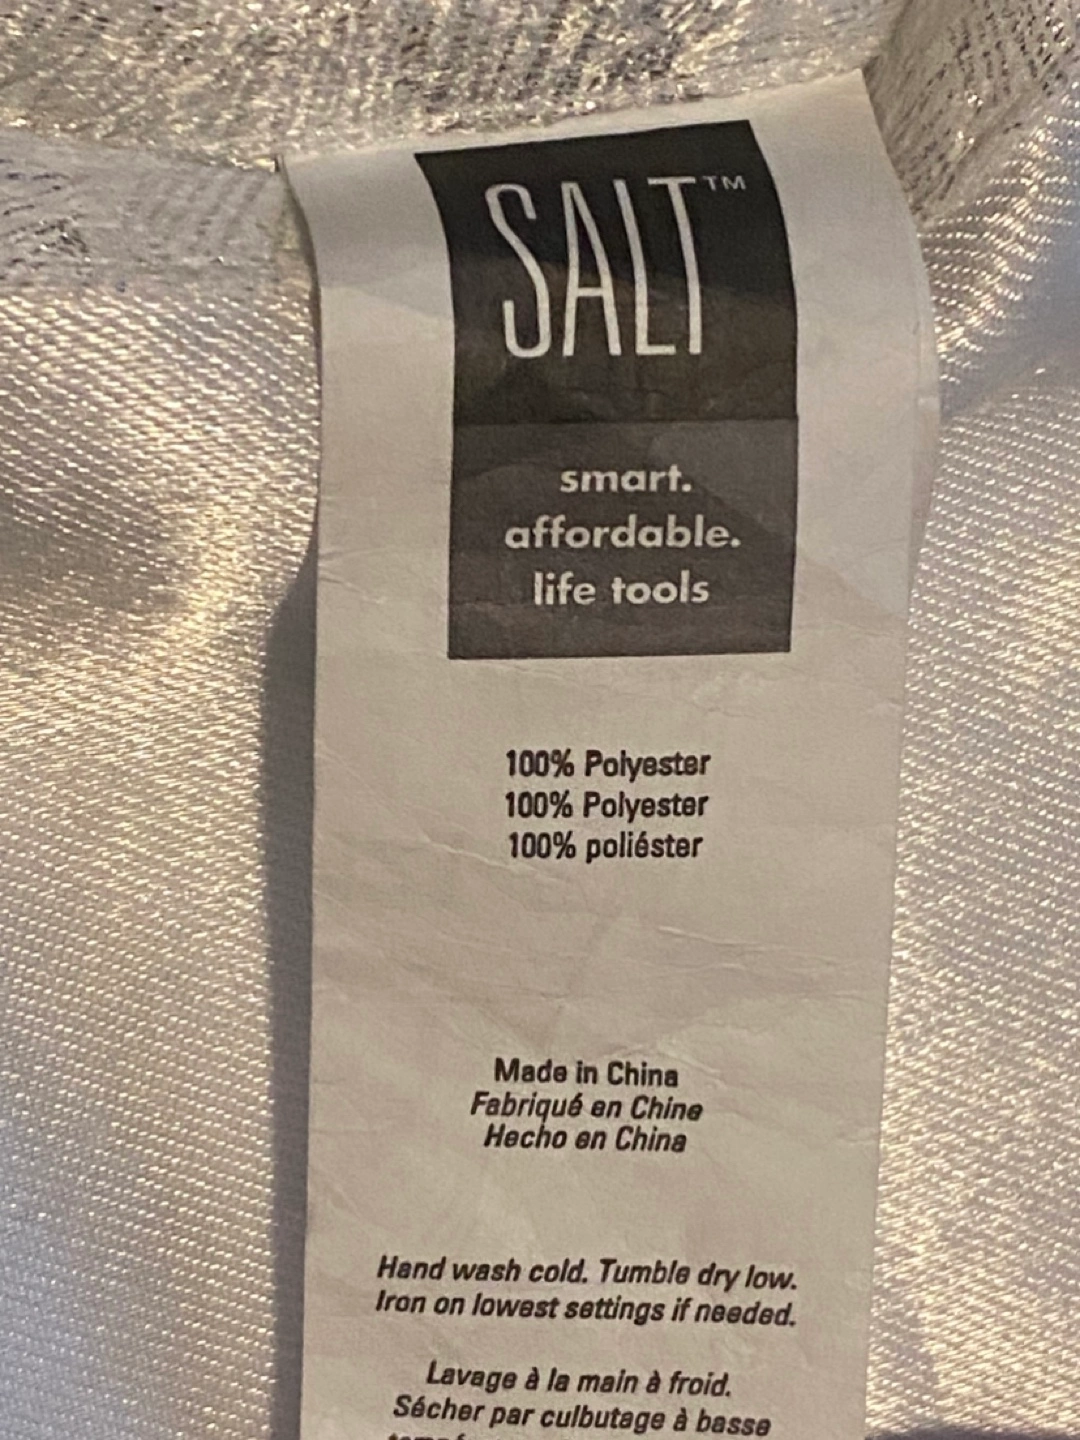 SALT™
smart.
affordable.
life tools
100% Polyester
100% Polyester
100% poliéster
Made in China
Fabriqué en Chine
Hecho en China
Hand wash cold. Tumble dry low.
Iron on lowest settings if needed.
Lavage à la main à froid.
Sécher par culbutage à basse